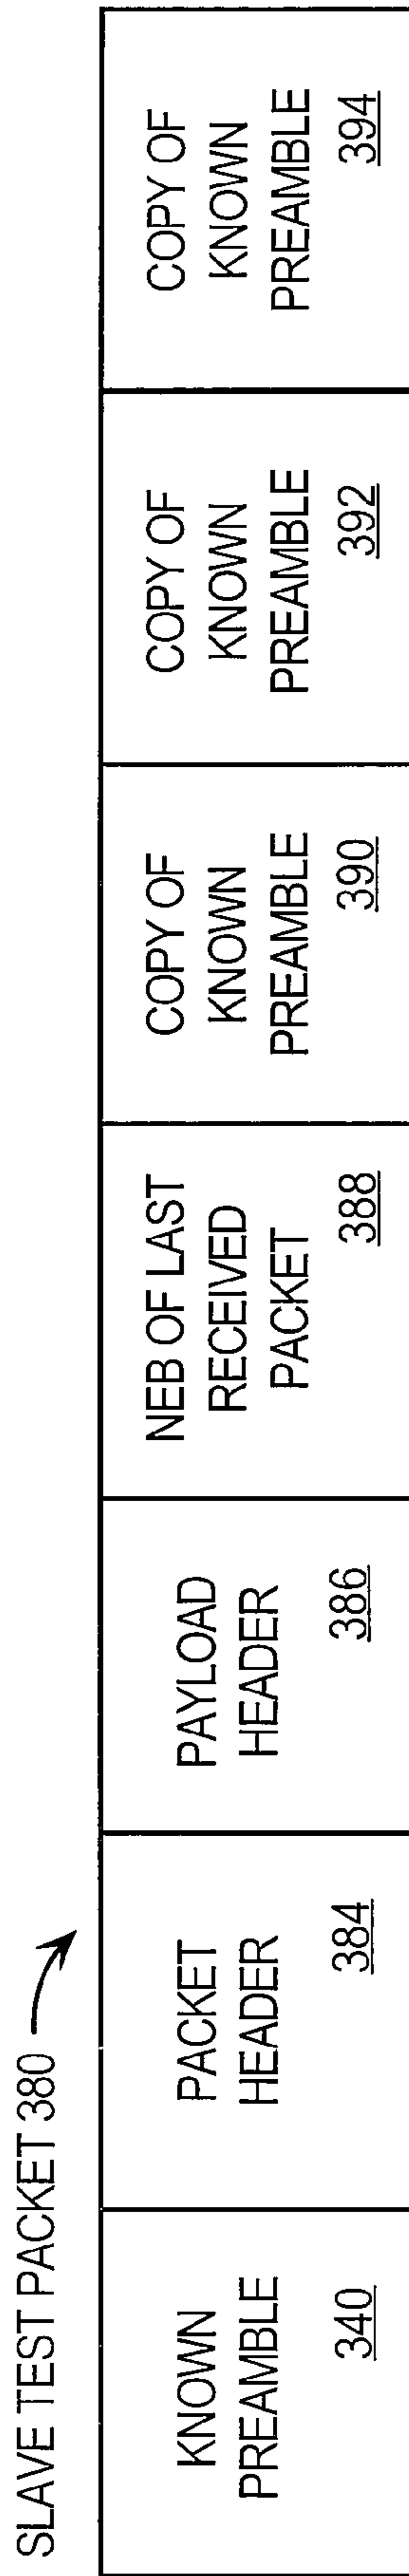 SLAVE TEST PACKET 380
KNOWN
PREAMBLE
340
PACKET
HEADER
384
PAYLOAD
HEADER
386
NEB OF LAST
RECEIVED
PACKET
388
COPY OF
KNOWN
PREAMBLE
390
COPY OF
KNOWN
PREAMBLE
392
COPY OF
KNOWN
PREAMBLE
394